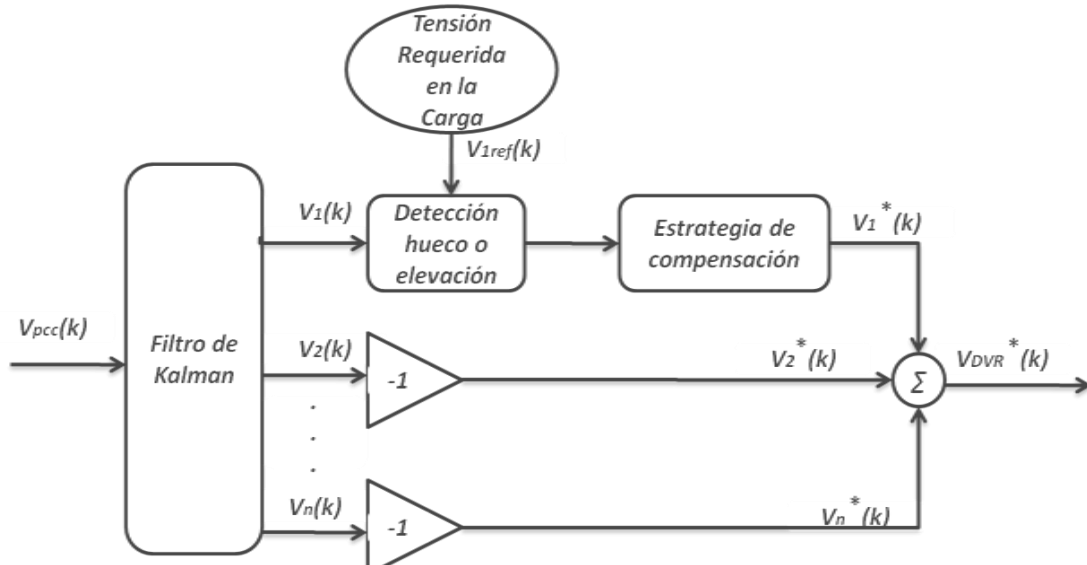 Tensión
Requerida
en la
Carga
V1ref(k)
V1(k)
Detección
hueco o
elevación
Estrategia de
compensación
V1*(k)
Vpcc(k)
Filtro de
Kalman
V2(k)
-1
V2*(k)
Σ
VDVR*(k)
.
.
.
Vn(k)
-1
Vn*(k)